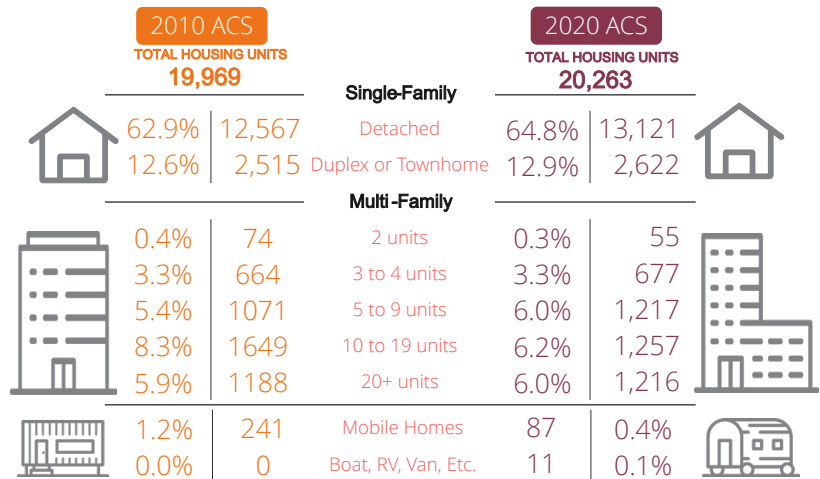 2010 ACS 2020 ACS
TOTAL HOUSING UNITS TOTAL HOUSING UNITS
19,969 20,263
Single-Family
62.9% 12,567 Detached 64.8% 13,121
12.6% 2,515 Duplex or Townhome 12.9% 2,622
Multi-Family
0.4% 74 2 units 0.3% 55
3.3% 664 3 to 4 units 3.3% 677
5.4% 1071 5 to 9 units 6.0% 1,217
8.3% 1649 10 to 19 units 6.2% 1,257
5.9% 1188 20+ units 6.0% 1,216
1.2% 241 Mobile Homes 87 0.4%
0.0% 0 Boat, RV, Van, Etc. 11 0.1%